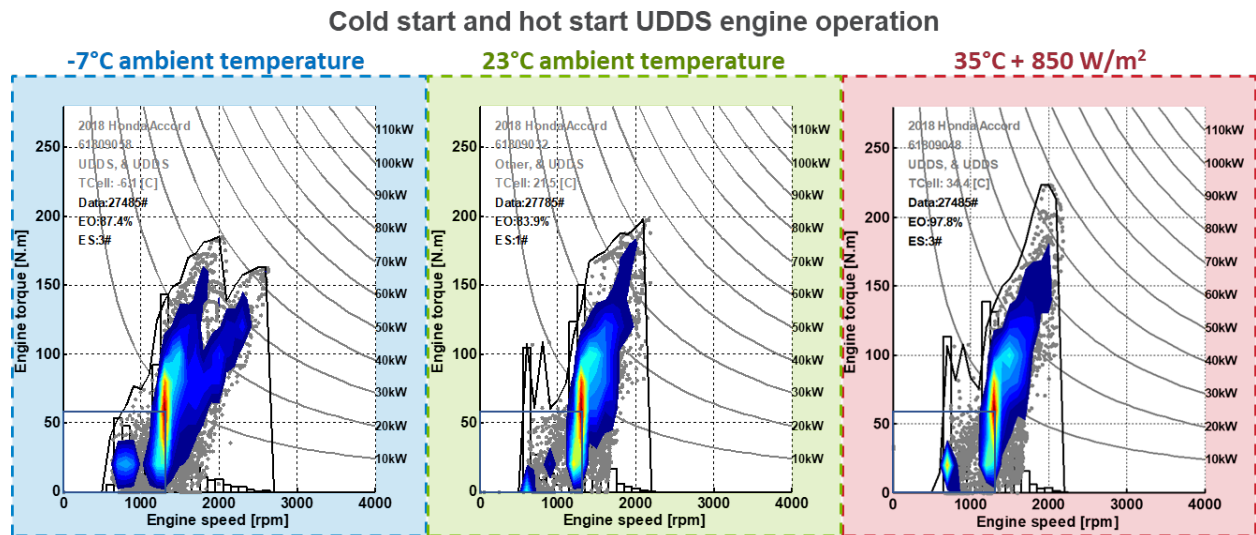 Cold start and hot start UDDS engine operation
-7°C ambient temperature
23°C ambient temperature
35°C + 850 W/m²
Engine torque [N.m]
250
200
150
100
50
0
2018 Honda Accord
61809058
UDDS, & UDDS
TCell: -6.1 [C]
Data:27485#
EO:87.4%
ES:3#
110kW
100kW
90kW
80kW
70kW
60kW
50kW
40kW
30kW
20kW
10kW
0
1000
2000
3000
4000
Engine speed [rpm]
Engine torque [N.m]
250
200
150
100
50
0
2018 Honda Accord
Other, & UDDS
TCell: 21.5 [C]
Data:27785#
EO:83.9%
ES:1#
110kW
100kW
90kW
80kW
70kW
60kW
50kW
40kW
30kW
20kW
10kW
0
1000
2000
3000
4000
Engine speed [rpm]
Engine torque [N.m]
250
200
150
100
50
0
2018 Honda Accord
61809048
UDDS, & UDDS
TCell: 34.4 [C]
Data:27485#
EO:97.8%
ES:3#
110kW
100kW
90kW
80kW
70kW
60kW
50kW
40kW
30kW
20kW
10kW
0
1000
2000
3000
4000
Engine speed [rpm]